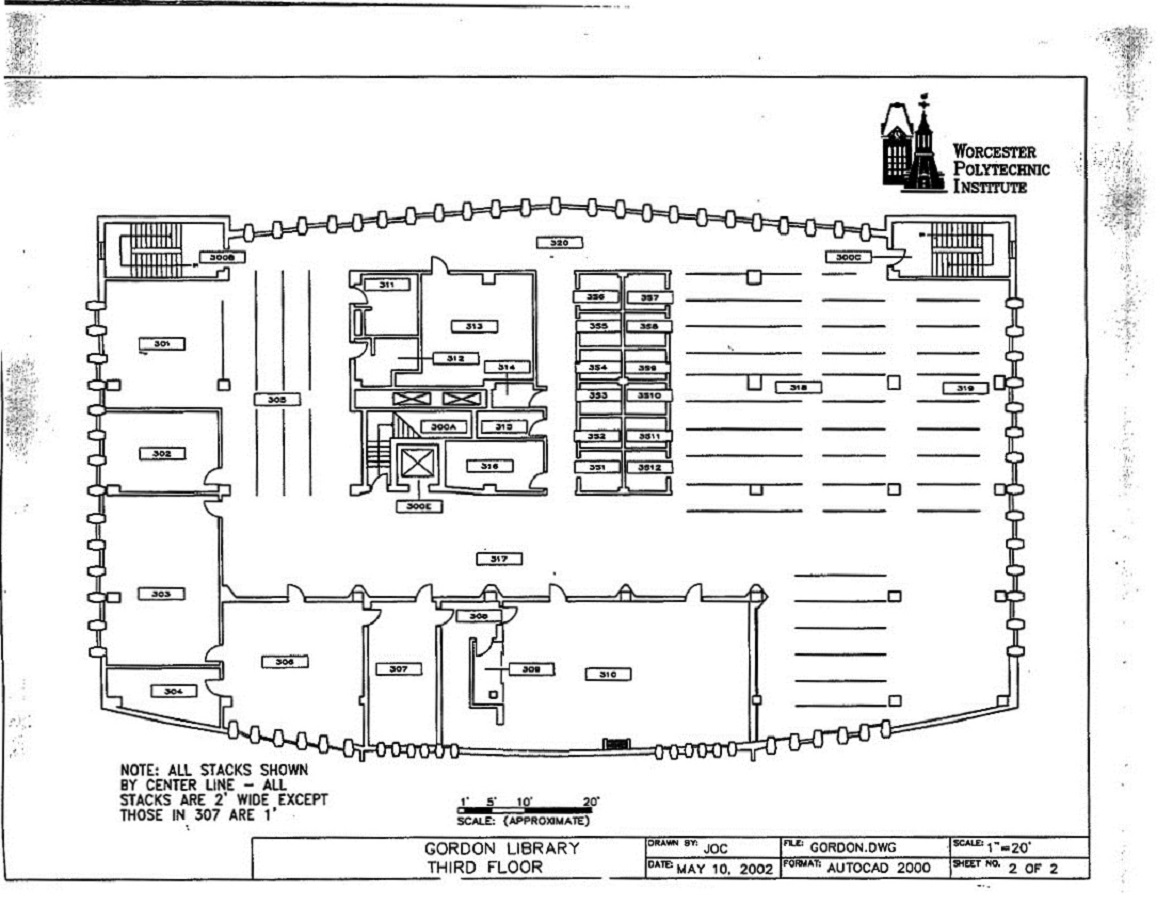 WORCESTER
POLYTECHNIC
INSTITUTE
320
300B
300C
311
313
312
314
301
305
302
303
304
300A
315
316
300E
317
306
307
308
309
310
318
319
356
357
355
358
354
359
353
3510
352
3511
351
3512
NOTE: ALL STACKS SHOWN
BY CENTER LINE – ALL
STACKS ARE 2' WIDE EXCEPT
THOSE IN 307 ARE 1'
1' 5' 10' 20'
SCALE: (APPROXIMATE)
GORDON LIBRARY
THIRD FLOOR
DRAWN BY: JOC
FILE: GORDON.DWG
SCALE: 1"=20'
DATE: MAY 10, 2002
FORMAT: AUTOCAD 2000
SHEET NO. 2 OF 2